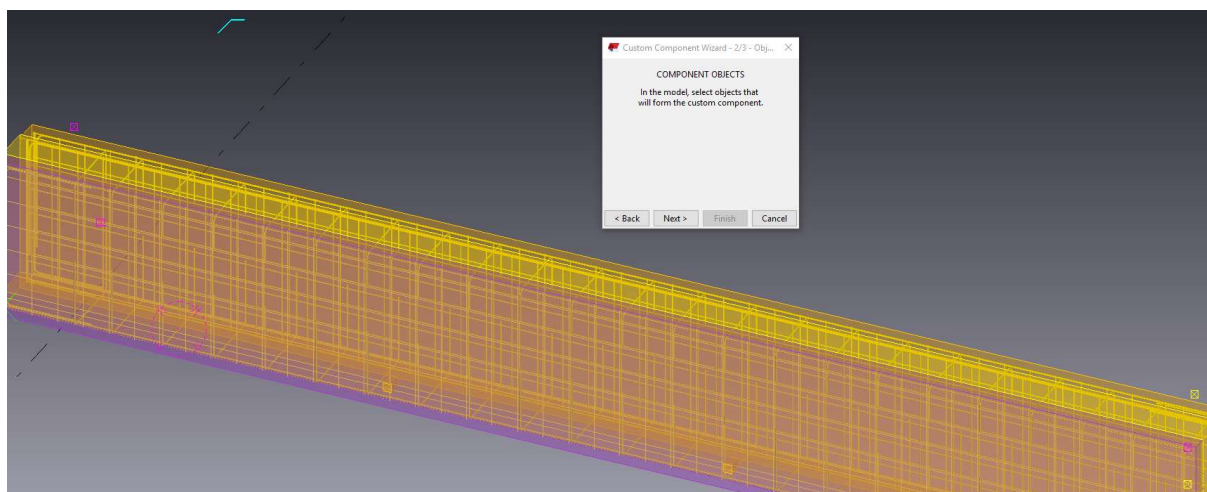 Custom Component Wizard - 2/3 - Obj...
COMPONENT OBJECTS
In the model, select objects that
will form the custom component.
< Back Next > Finish Cancel